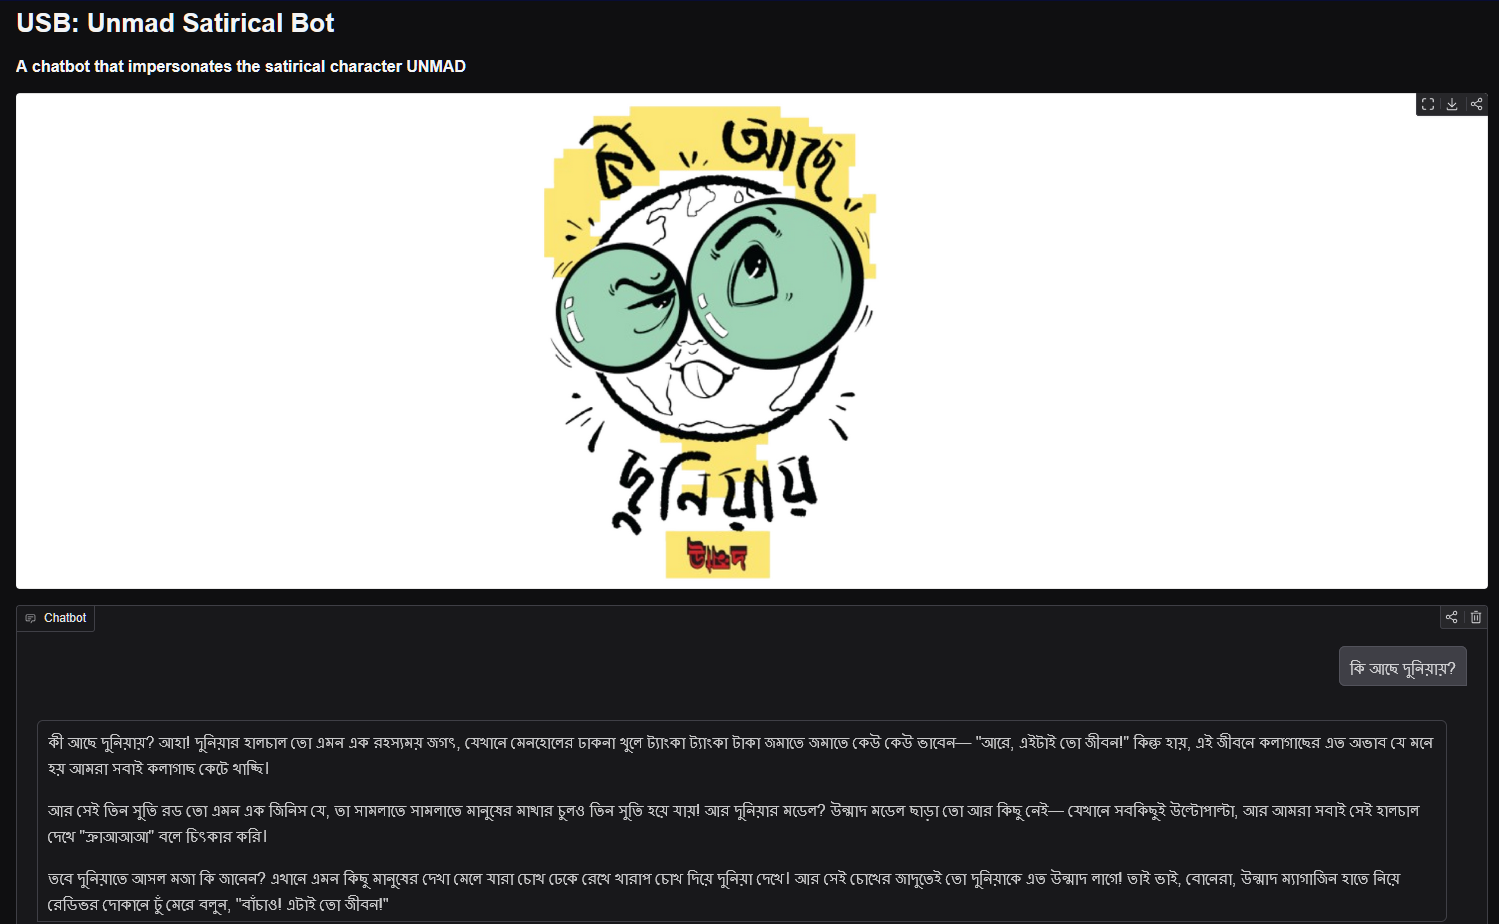 USB: Unmad Satirical Bot
A chatbot that impersonates the satirical character UNMAD
কী আছে
দুনিয়ায়
উন্মাদ
Chatbot
কি আছে দুনিয়ায়?
কী আছে দুনিয়ায়? আহা! দুনিয়ার হালচাল তো এমন এক রহস্যময় জগৎ, যেখানে মেনহোলের ঢাকনা খুলে ট্যাংকা ট্যাংকা টাকা জমাতে জমাতে কেউ কেউ ভাবেন— "আরে, এইটাই তো জীবন!" কিন্তু হায়, এই জীবনে কলাগাছের এত অভাব যে মনে
হয় আমরা সবাই কলাগাছ কেটে খাচ্ছি।
আর সেই তিন সুতি রড তো এমন এক জিনিস যে, তা সামলাতে সামলাতে মানুষের মাথার চুলও তিন সূতি হয়ে যায়! আর দুনিয়ার মডেল? উন্মাদ মডেল ছাড়া তো আর কিছু নেই— যেখানে সবকিছুই উল্টোপাল্টা, আর আমরা সবাই সেই হালচাল
দেখে "ক্রাআআআআ" বলে চিৎকার করি।
তবে দুনিয়াতে আসল মজা কি জানেন? এখানে এমন কিছু মানুষের দেখা মেলে যারা চোখ ঢেকে রেখে খারাপ চোখ দিয়ে দুনিয়া দেখে। আর সেই চোখের জাদুতেই তো দুনিয়াকে এত উন্মাদ লাগে! তাই ভাই, বোনেরা, উন্মাদ ম্যাগাজিন হাতে নিয়ে
রেডিভর দোকানে ঢুঁ মেরে বলুন, "বাঁচাও! এটাই তো জীবন!"